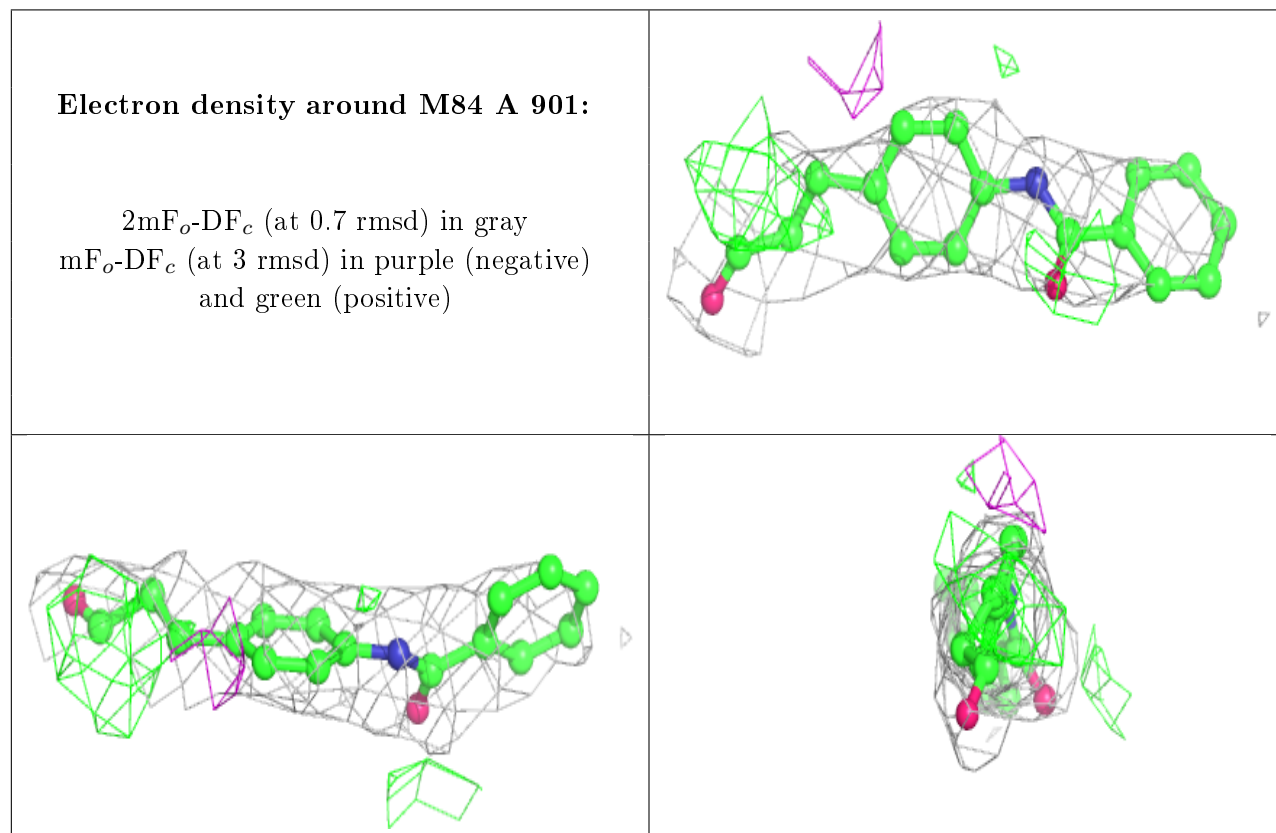 Electron density around M84 A 901:
2mFo-DFc (at 0.7 rmsd) in gray
mFo-DFc (at 3 rmsd) in purple (negative)
and green (positive)